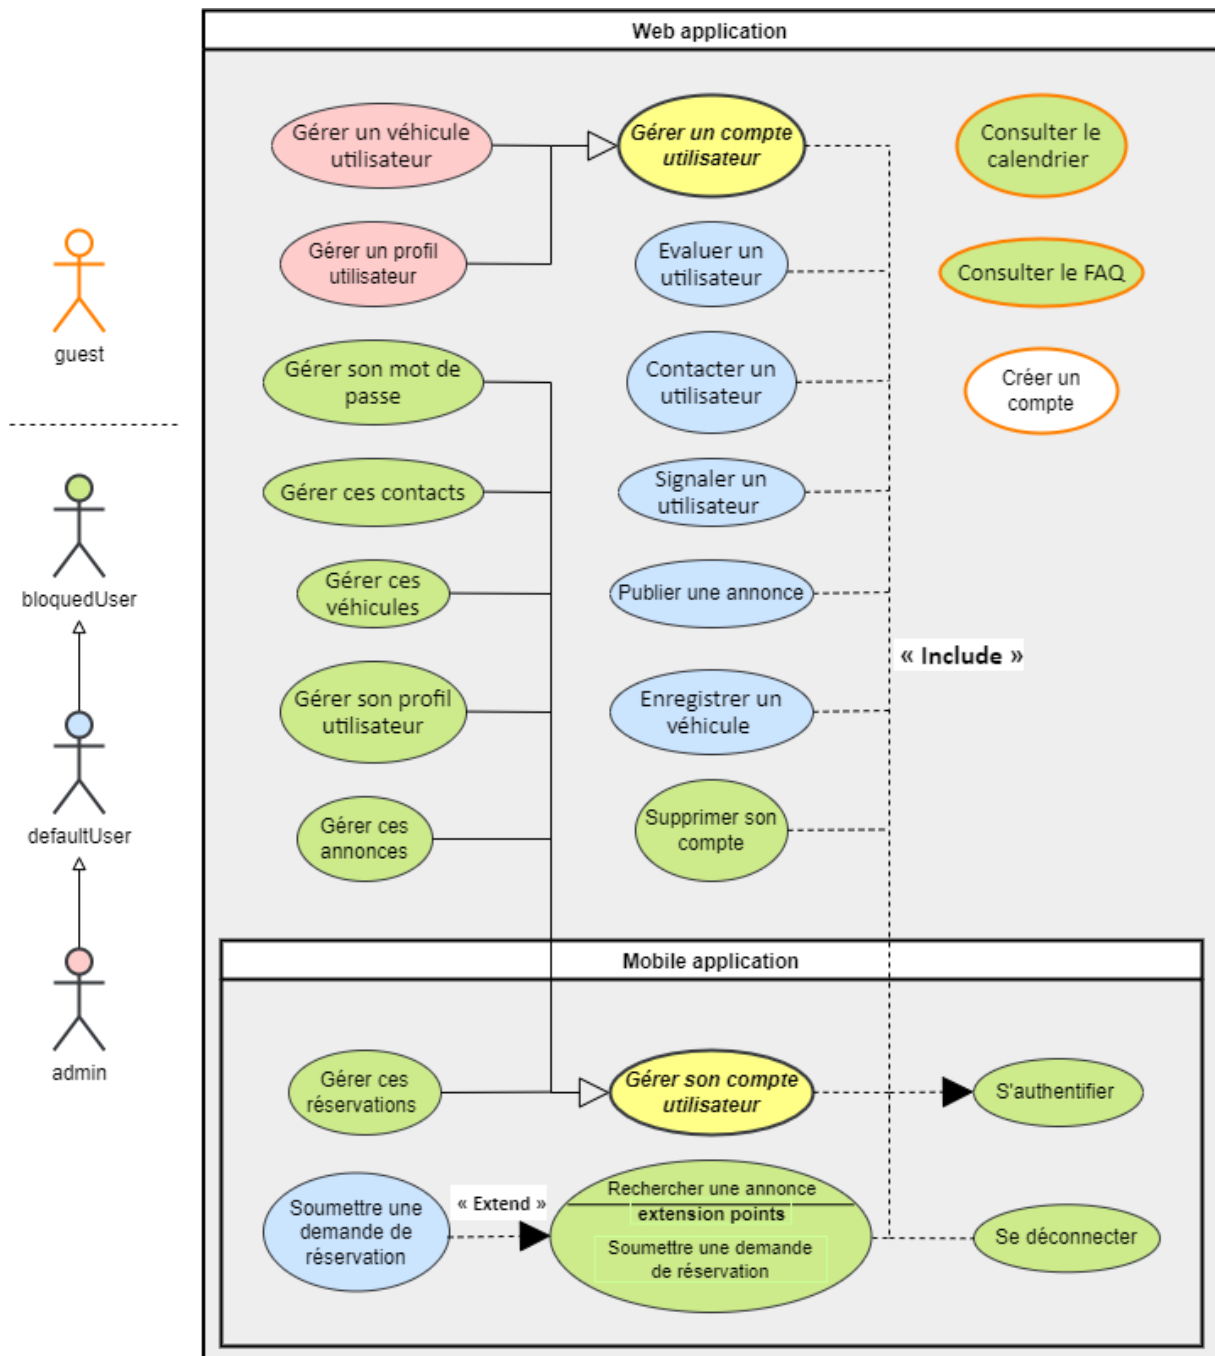 Web application
Gérer un véhicule
utilisateur
Gérer un compte
utilisateur
Consulter le
calendrier
Gérer un profil
utilisateur
Evaluer un
utilisateur
Consulter le FAQ
guest
Gérer son mot de
passe
Contacter un
utilisateur
Créer un
compte
Gérer ces contacts
Signaler un
utilisateur
bloquedUser
Gérer ces
véhicules
Publier une annonce
« Include »
Gérer son profil
utilisateur
Enregistrer un
véhicule
defaultUser
Gérer ces
annonces
Supprimer son
compte
admin
Mobile application
Gérer ces
réservations
Gérer son compte
utilisateur
S'authentifier
Soumettre une
demande de
réservation
« Extend »
Rechercher une annonce
extension points
Soumettre une demande
de réservation
Se déconnecter